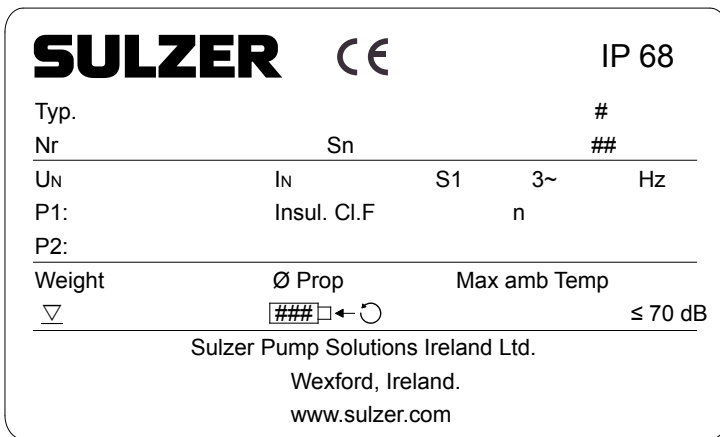 SULZER CE IP 68
Typ. #
Nr Sn ##
UN IN S1 3~ Hz
P1: Insul. Cl.F n
P2:
Weight Ø Prop Max amb Temp
### ≤ 70 dB
Sulzer Pump Solutions Ireland Ltd.
Wexford, Ireland.
www.sulzer.com